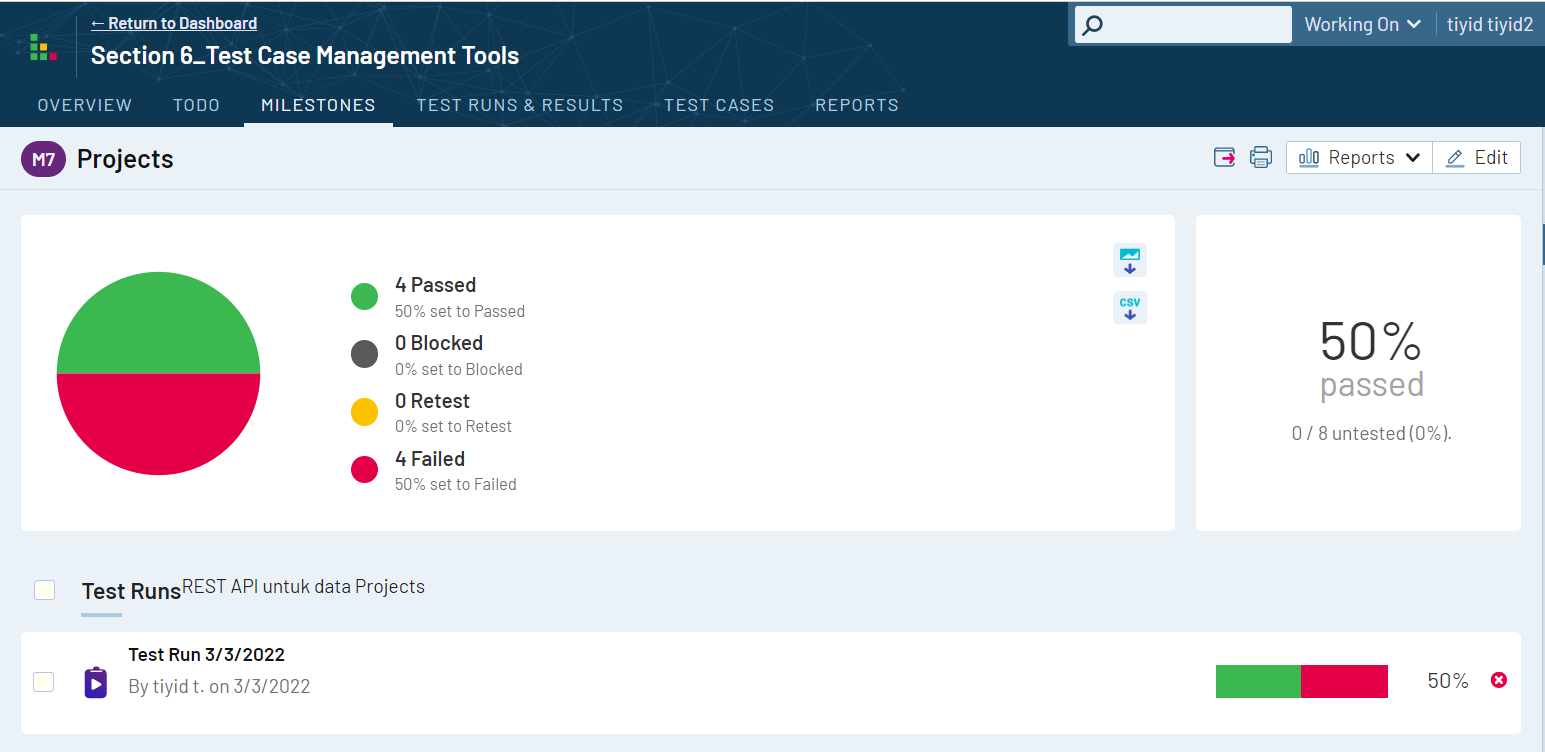 ← Return to Dashboard
Section 6_Test Case Management Tools
Working On
tiyid tiyid2
OVERVIEW TODO MILESTONES TEST RUNS & RESULTS TEST CASES REPORTS
M7 Projects
Reports
Edit
4 Passed
50% set to Passed
0 Blocked
0% set to Blocked
0 Retest
0% set to Retest
4 Failed
50% set to Failed
CSV
50%
passed
0 / 8 untested (0%).
Test Runs REST API untuk data Projects
Test Run 3/3/2022
By tiyid t. on 3/3/2022
50%